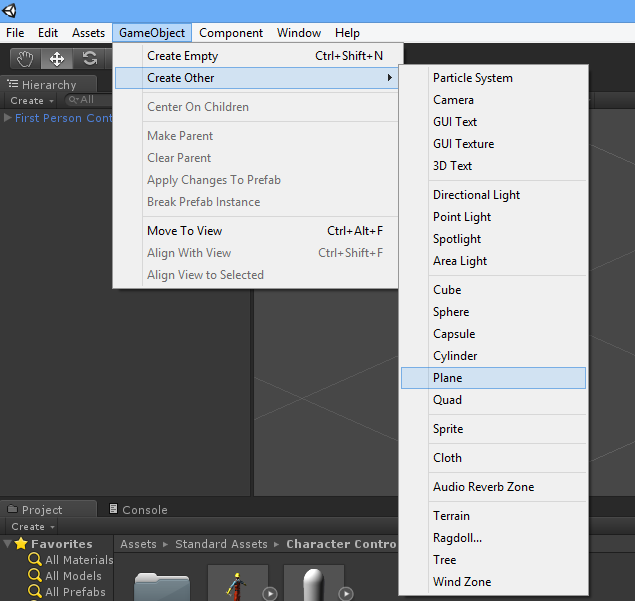 File Edit Assets GameObject Component Window Help
Create Empty Ctrl+Shift+N
Create Other
Center On Children
Make Parent
Clear Parent
Apply Changes To Prefab
Break Prefab Instance
Move To View Ctrl+Alt+F
Align With View Ctrl+Shift+F
Align View to Selected
Particle System
Camera
GUI Text
GUI Texture
3D Text
Directional Light
Point Light
Spotlight
Area Light
Cube
Sphere
Capsule
Cylinder
Plane
Quad
Sprite
Cloth
Audio Reverb Zone
Terrain
Ragdoll...
Tree
Wind Zone
Hierarchy
Create All
First Person Cont
Project Console
Create
Favorites
All Materials
All Models
All Prefabs
Assets Standard Assets Character Contro